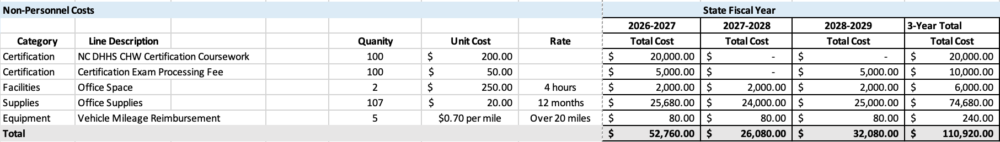 Non-Personnel Costs State Fiscal Year
2026-2027 2027-2028 2028-2029 3-Year Total
Category Line Description Quanity Unit Cost Rate Total Cost Total Cost Total Cost Total Cost
Certification NC DHHS CHW Certification Coursework 100 $ 200.00 $ 20,000.00 $ - $ - $ 20,000.00
Certification Certification Exam Processing Fee 100 $ 50.00 $ 5,000.00 $ - $ 5,000.00 $ 10,000.00
Facilities Office Space 2 $ 250.00 4 hours $ 2,000.00 $ 2,000.00 $ 2,000.00 $ 6,000.00
Supplies Office Supplies 107 $ 20.00 12 months $ 25,680.00 $ 24,000.00 $ 25,000.00 $ 74,680.00
Equipment Vehicle Mileage Reimbursement 5 $0.70 per mile Over 20 miles $ 80.00 $ 80.00 $ 80.00 $ 240.00
Total $ 52,760.00 $ 26,080.00 $ 32,080.00 $ 110,920.00